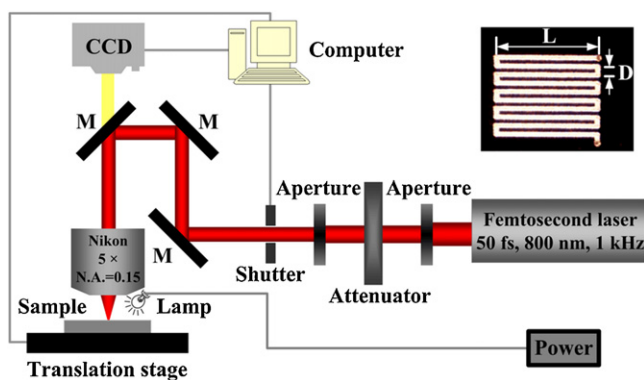 CCD
Computer
L
D
M
M
Aperture
Aperture
Femtosecond laser
50 fs, 800 nm, 1 kHz
Nikon
5 ×
N.A.=0.15
M
Shutter
Attenuator
Sample
Lamp
Translation stage
Power